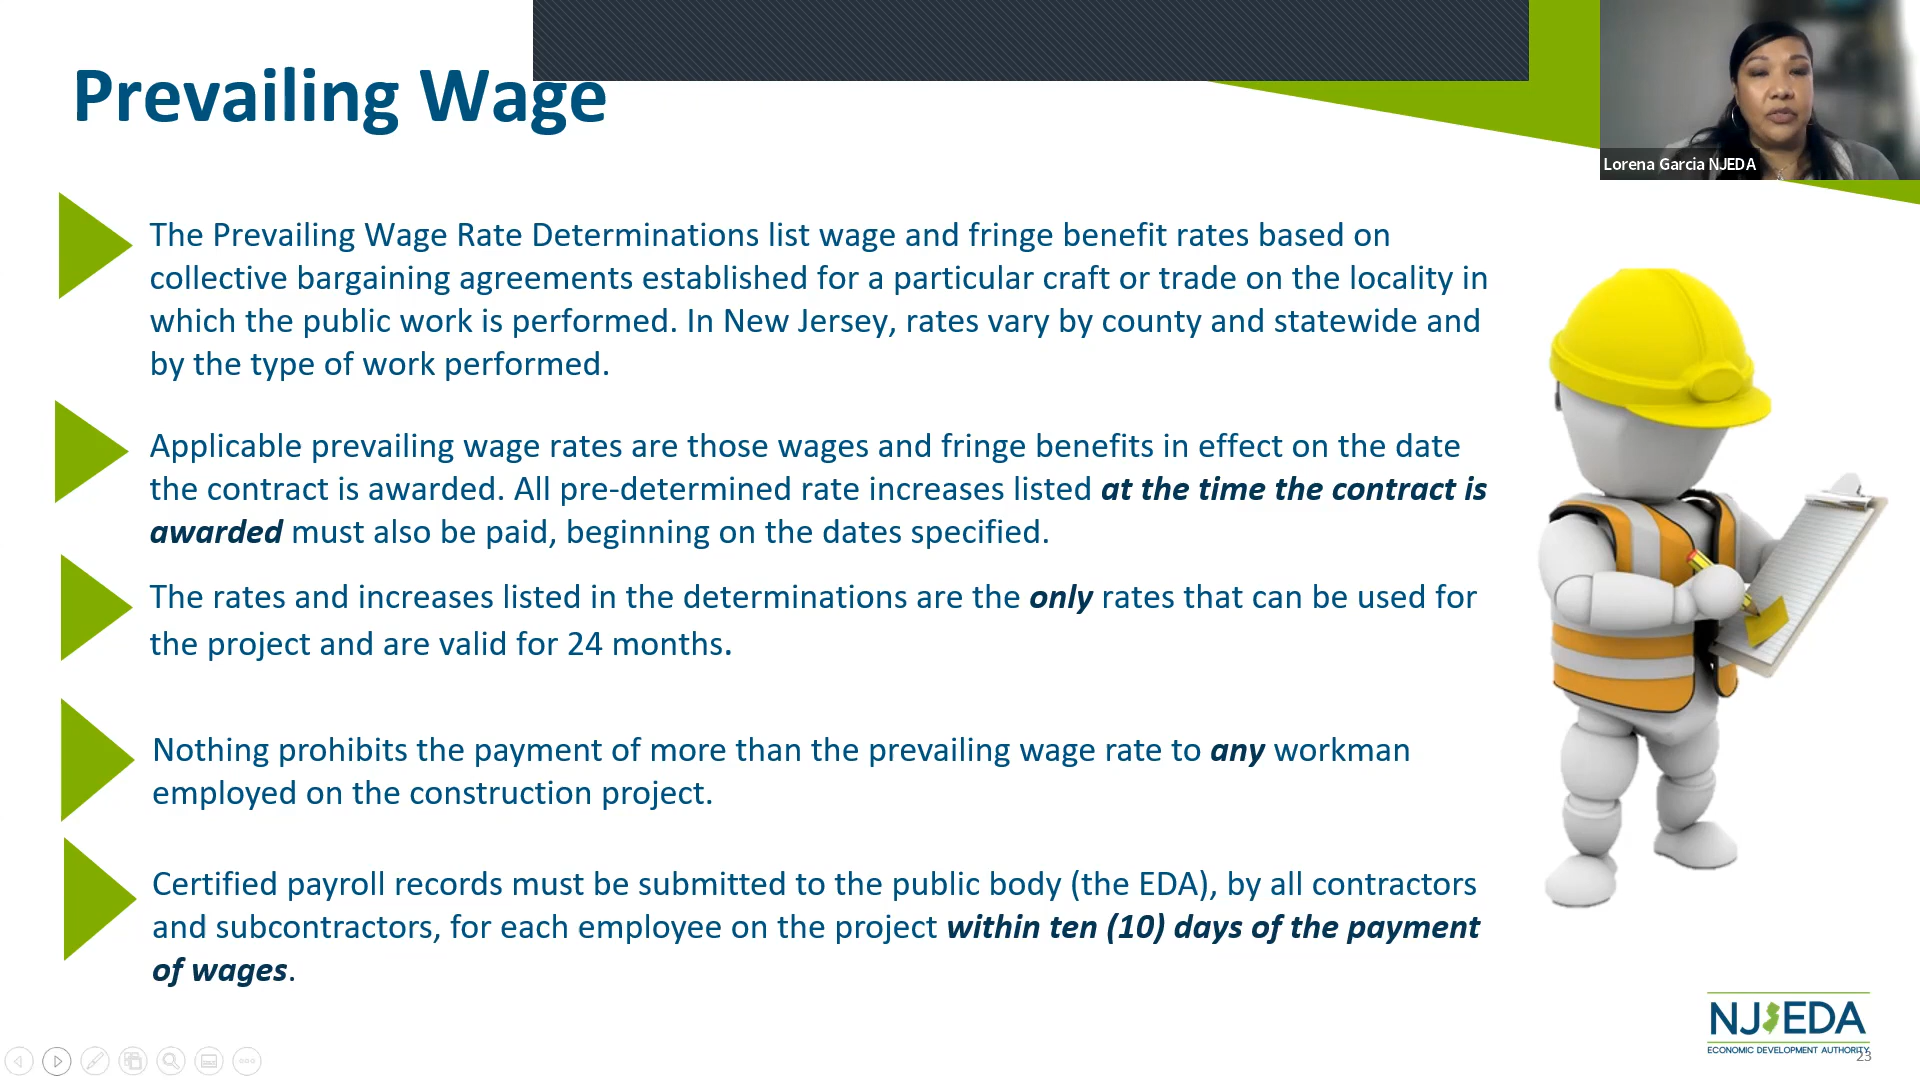 Prevailing Wage
Lorena Garcia NJEDA
The Prevailing Wage Rate Determinations list wage and fringe benefit rates based on
collective bargaining agreements established for a particular craft or trade on the locality in
which the public work is performed. In New Jersey, rates vary by county and statewide and
by the type of work performed.
Applicable prevailing wage rates are those wages and fringe benefits in effect on the date
the contract is awarded. All pre-determined rate increases listed at the time the contract is
awarded must also be paid, beginning on the dates specified.
The rates and increases listed in the determinations are the only rates that can be used for
the project and are valid for 24 months.
Nothing prohibits the payment of more than the prevailing wage rate to any workman
employed on the construction project.
Certified payroll records must be submitted to the public body (the EDA), by all contractors
and subcontractors, for each employee on the project within ten (10) days of the payment
of wages.
NJEDA
ECONOMIC DEVELOPMENT AUTHORITY
23